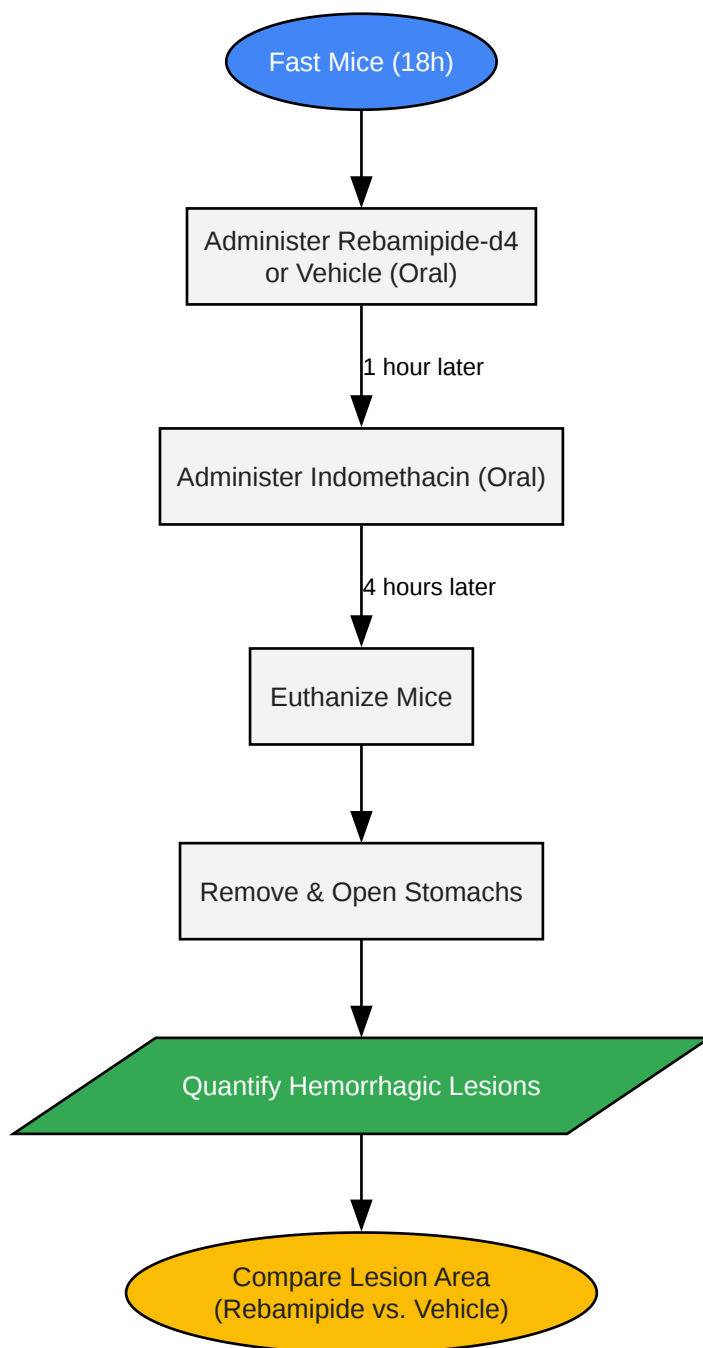 Fast Mice (18h)
Administer Rebamipide-d4
or Vehicle (Oral)
1 hour later
Administer Indomethacin (Oral)
4 hours later
Euthanize Mice
Remove & Open Stomachs
Quantify Hemorrhagic Lesions
Compare Lesion Area
(Rebamipide vs. Vehicle)